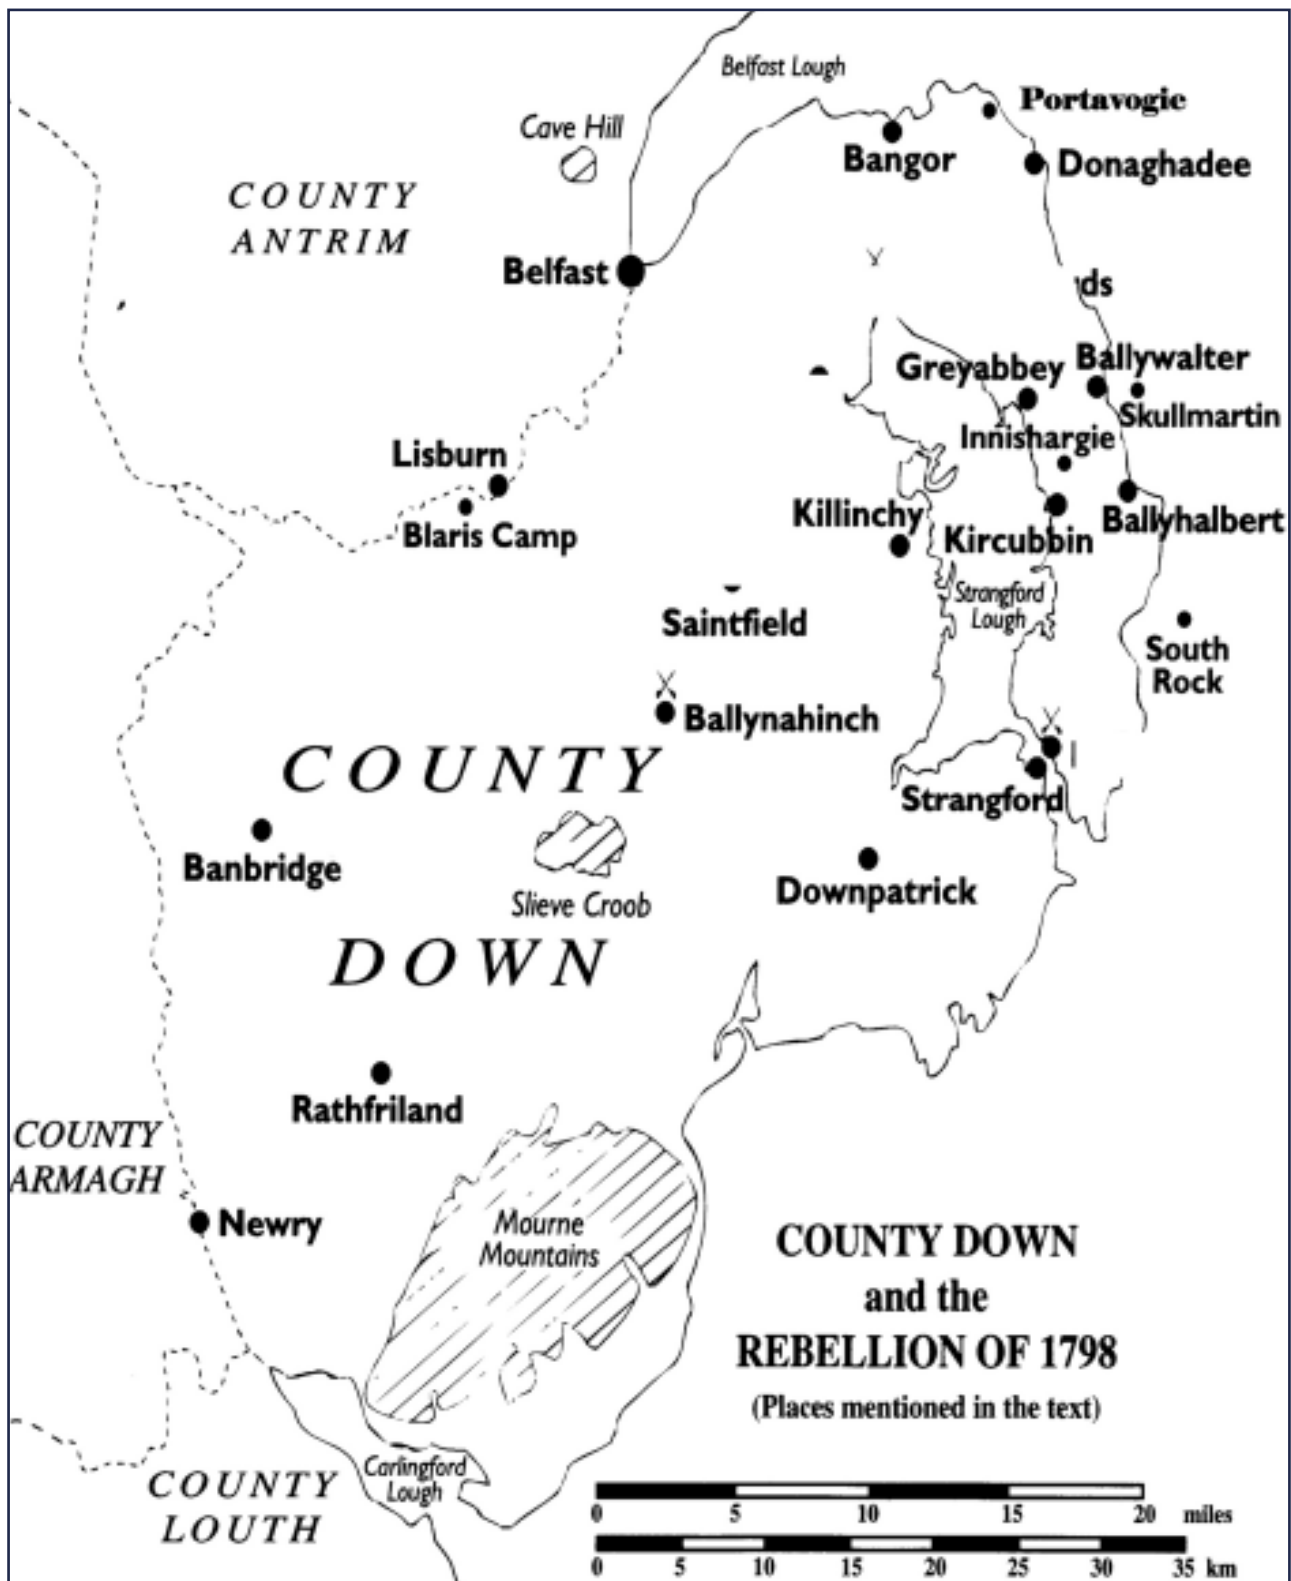 Belfast Lough
Portavogie
Cave Hill
Bangor
Donaghadee
COUNTY
ANTRIM
Belfast
ds
Greyabbey
Ballywalter
Skullmartin
Innishargie
Lisburn
Blaris Camp
Killinchy
Kircubbin
Ballyhalbert
Strangford
Lough
Saintfield
South
Rock
Ballynahinch
COUNTY
Strangford
Banbridge
Downpatrick
Slieve Croob
DOWN
Rathfriland
COUNTY
ARMAGH
Newry
Mourne
Mountains
COUNTY DOWN
and the
REBELLION OF 1798
(Places mentioned in the text)
Carlingford
Lough
COUNTY
LOUTH
0 5 10 15 20 miles
0 5 10 15 20 25 30 35 km